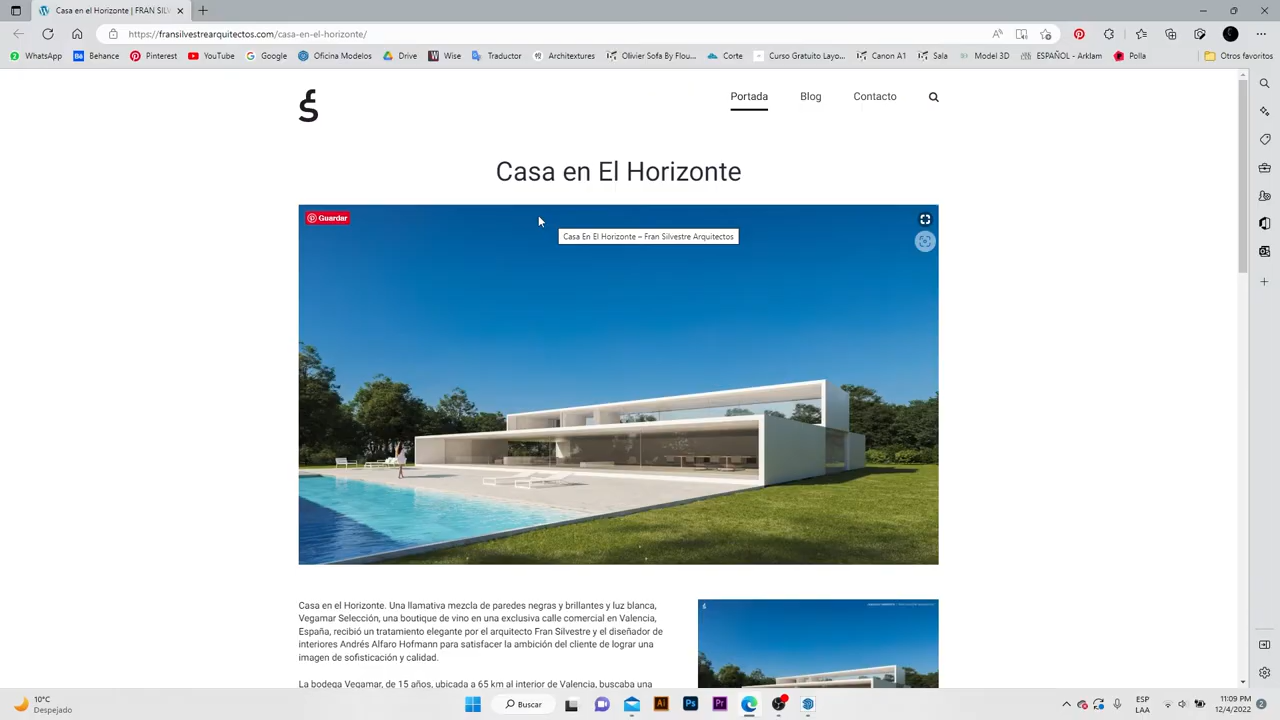 Casa en el Horizonte | FRAN SILV
https://fransilvestrearquitectos.com/casa-en-el-horizonte/
WhatsApp
Behance
Pinterest
YouTube
Google
Oficina Modelos
Drive
Wise
Traductor
Architextures
Olivier Sofa By Flou...
Corte
Curso Gratuito Layo...
Canon A1
Sala
Model 3D
ESPAÑOL - Arklam
Polla
Otros favoritos
Portada
Blog
Contacto
Casa en El Horizonte
Guardar
Casa En El Horizonte – Fran Silvestre Arquitectos
Casa en el Horizonte. Una llamativa mezcla de paredes negras y brillantes y luz blanca,
Vegamar Selección, una boutique de vino en una exclusiva calle comercial en Valencia,
España, recibió un tratamiento elegante por el arquitecto Fran Silvestre y el diseñador de
interiores Andrés Alfaro Hofmann para satisfacer la ambición del cliente de lograr una
imagen de sofisticación y calidad.
La bodega Vegamar, de 15 años, ubicada a 65 km al interior de Valencia, buscaba una
10°C
Despejado
Buscar
ESP
LAA
11:09 PM
12/4/2022